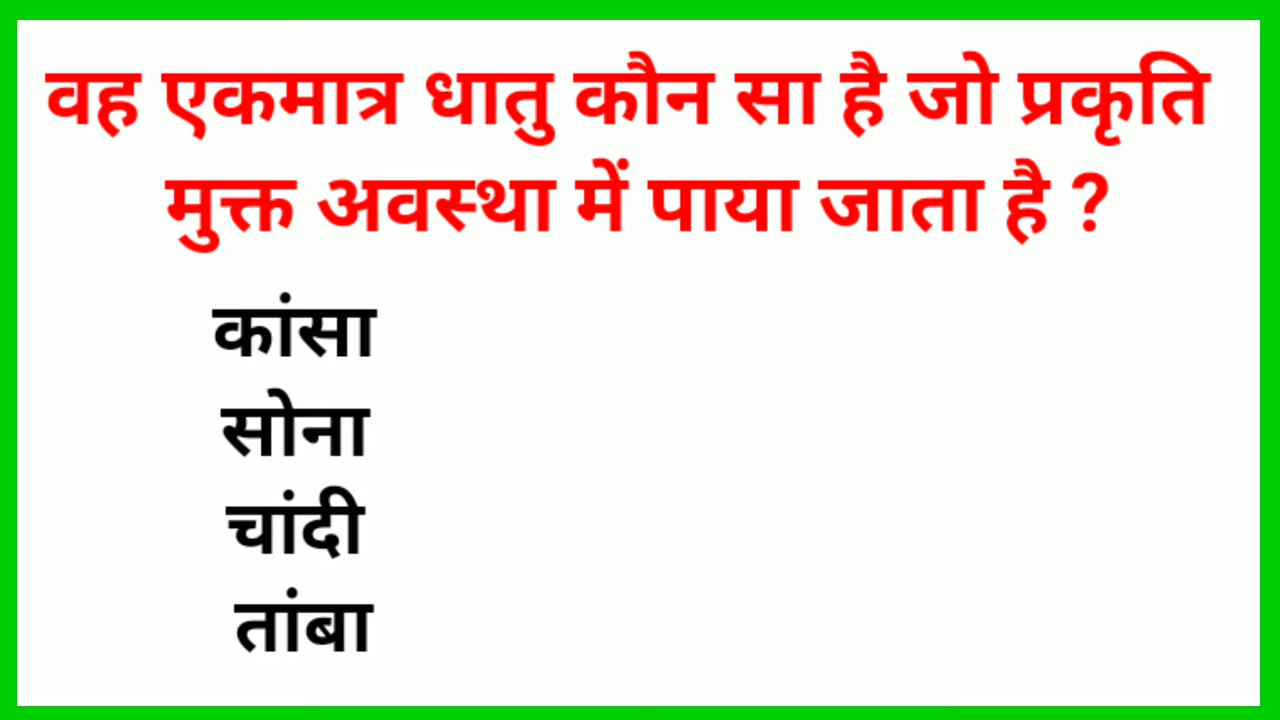 वह एकमात्र धातु कौन सा है जो प्रकृति
मुक्त अवस्था में पाया जाता है ?
कांसा
सोना
चांदी
तांबा